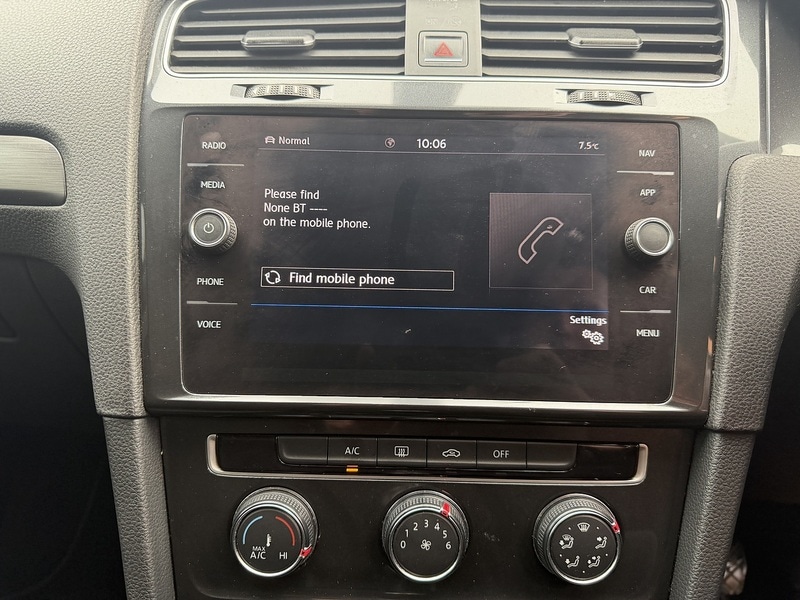 RADIO
MEDIA
PHONE
VOICE
Normal
10:06
7.5°C
Please find
None BT ----
on the mobile phone.
Find mobile phone
Settings
NAV
APP
CAR
MENU
A/C
OFF
MAX
A/C
HI
0 1 2 3 4 5 6